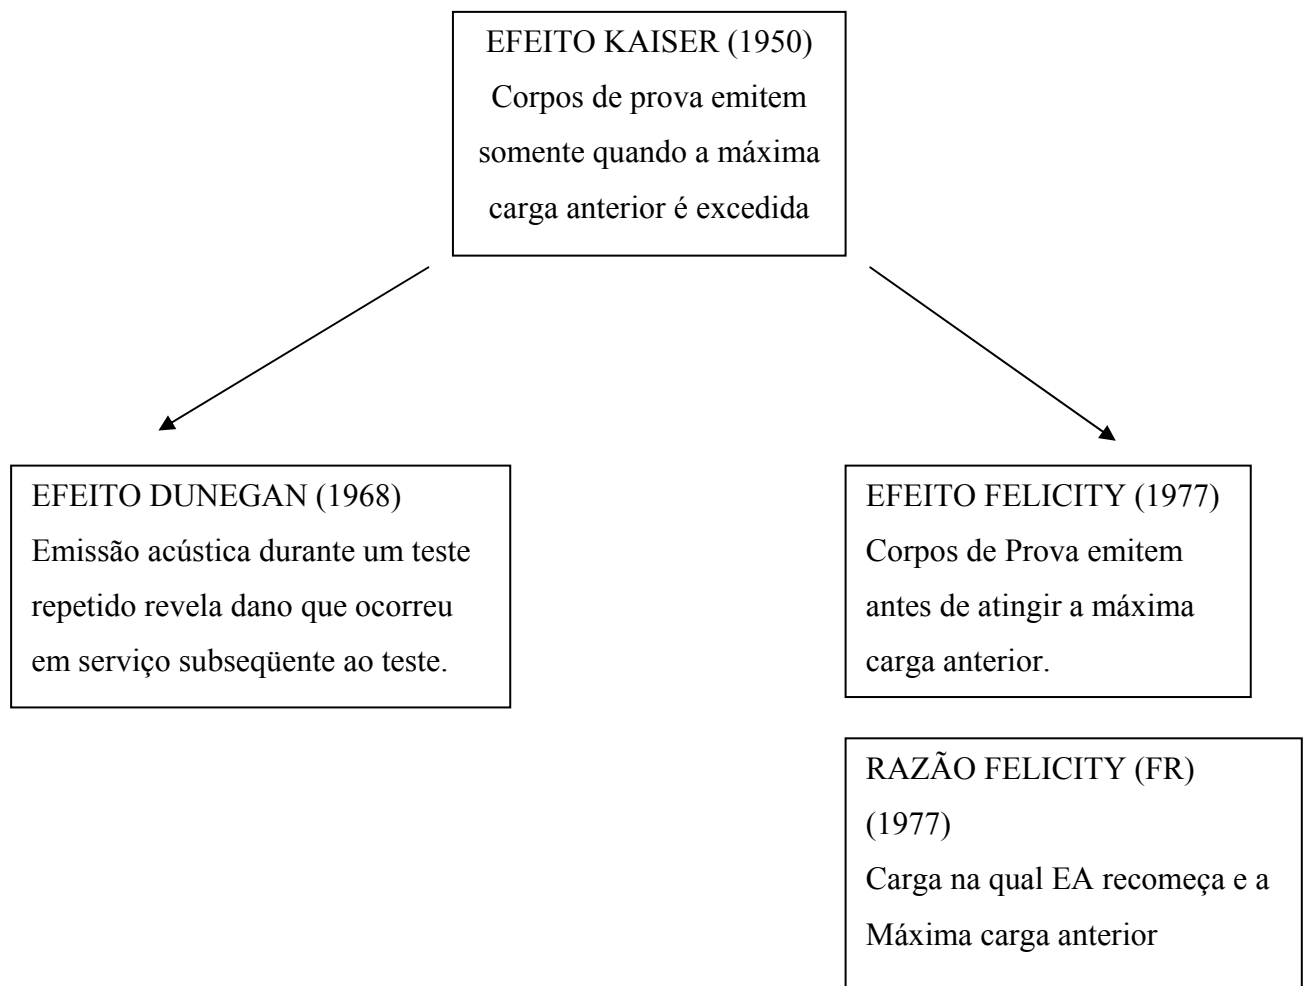 EFEITO KAISER (1950)
Corpos de prova emitem
somente quando a máxima
carga anterior é excedida
EFEITO DUNEGAN (1968)
Emissão acústica durante um teste
repetido revela dano que ocorreu
em serviço subseqüente ao teste.
EFEITO FELICITY (1977)
Corpos de Prova emitem
antes de atingir a máxima
carga anterior.
RAZÃO FELICITY (FR)
(1977)
Carga na qual EA recomeça e a
Máxima carga anterior